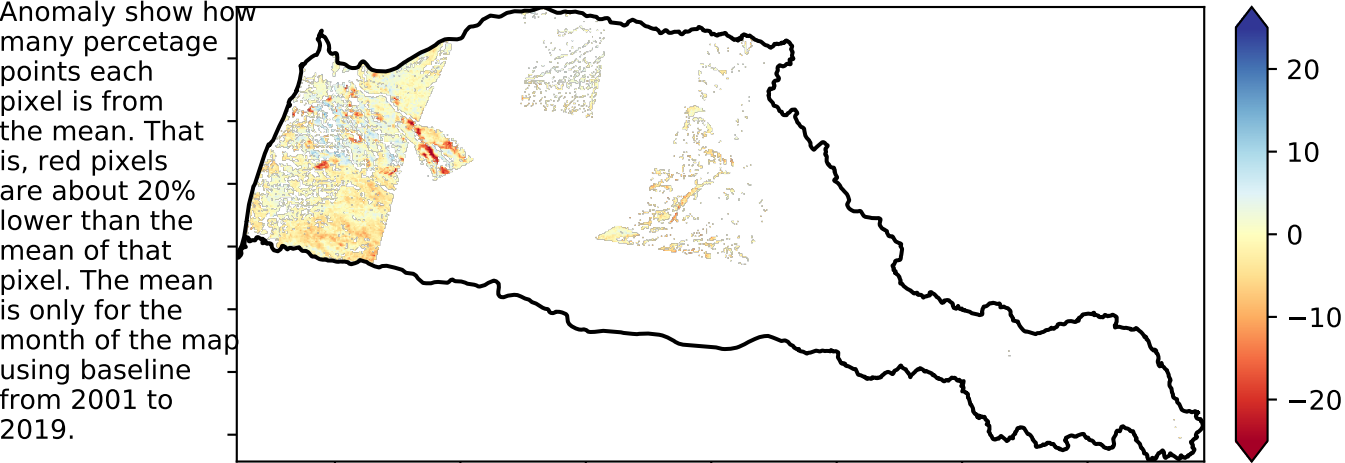 Anomaly show how
many percetage
points each
pixel is from
the mean. That
is, red pixels
are about 20%
lower than the
mean of that
pixel. The mean
is only for the
month of the map
using baseline
from 2001 to
2019.
20
10
0
−10
−20